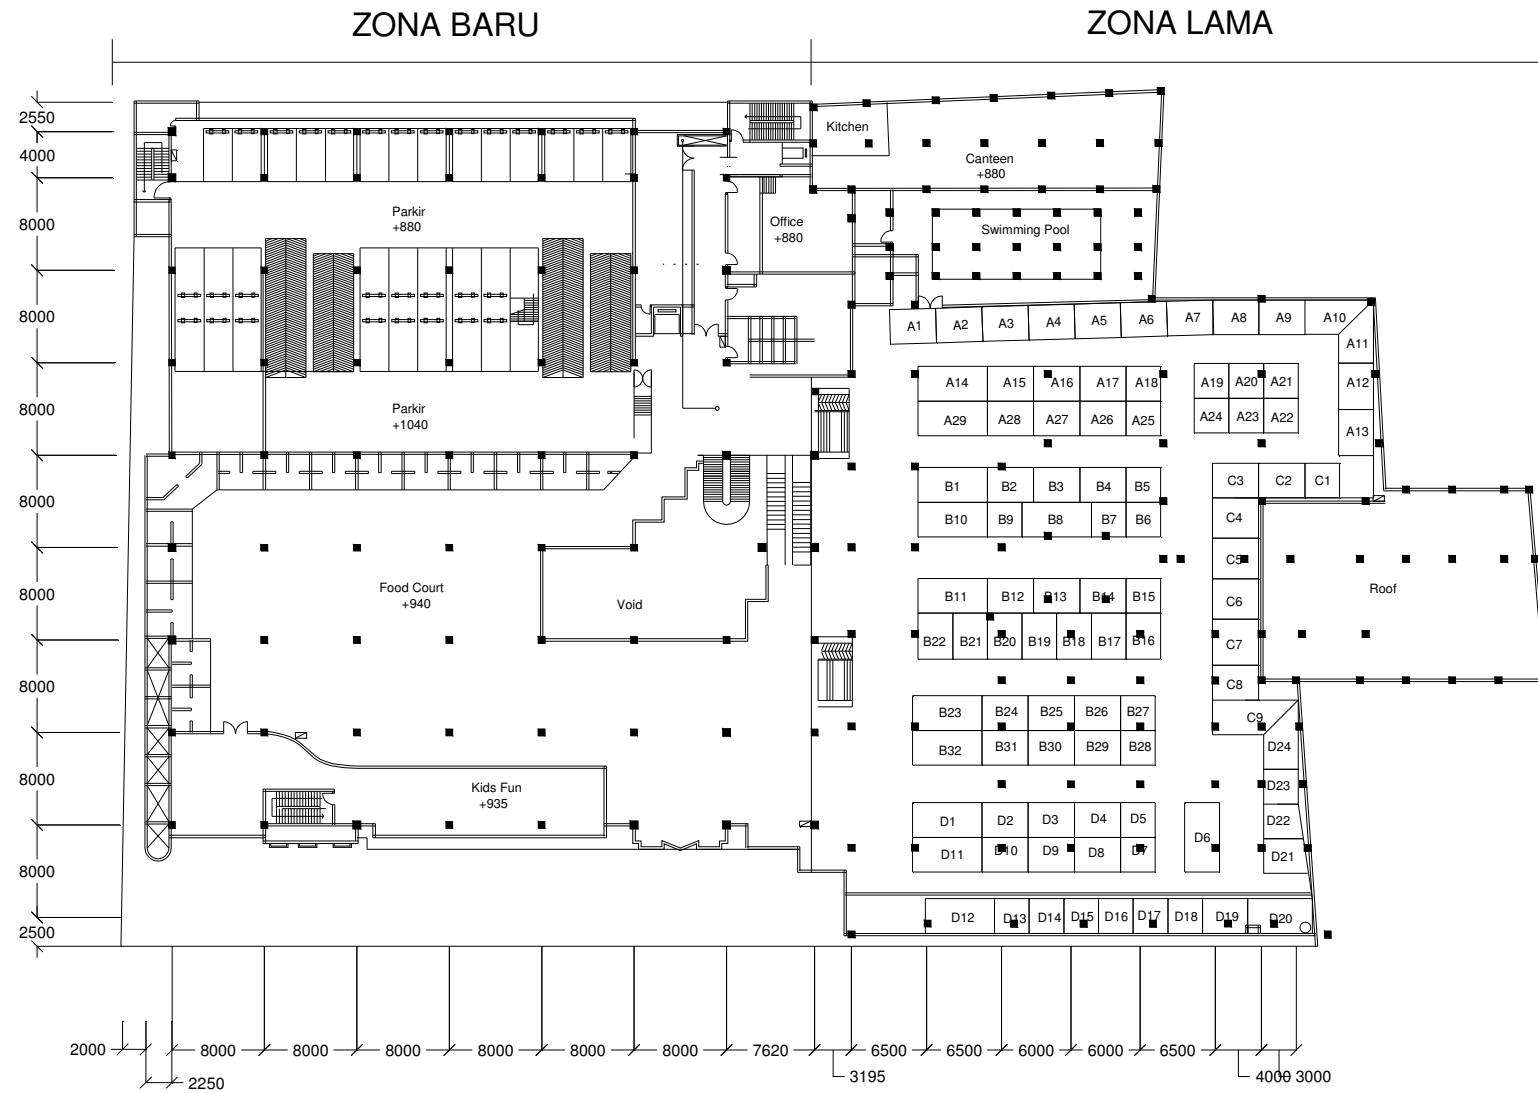 ZONA BARU
ZONA LAMA
2550
4000
8000
8000
8000
8000
8000
8000
8000
8000
2500
Kitchen
Canteen
+880
Parkir
+880
Office
+880
Swimming Pool
A1 A2 A3 A4 A5 A6 A7 A8 A9 A10
A11
A14 A15 A16 A17 A18 A19 A20 A21 A12
Parkir
+1040
A29 A28 A27 A26 A25 A24 A23 A22 A13
C3 C2 C1
B1 B2 B3 B4 B5
C4
B10 B9 B8 B7 B6
C5
Food Court
+940
Void
B11 B12 B13 B14 B15 C6
Roof
B22 B21 B20 B19 B18 B17 B16 C7
C8
B23 B24 B25 B26 B27 C9
B32 B31 B30 B29 B28 D24
Kids Fun
+935
D23
D1 D2 D3 D4 D5 D22
D6
D11 D10 D9 D8 D7 D21
D12 D13 D14 D15 D16 D17 D18 D19 D20
2000 8000 8000 8000 8000 8000 8000 7620 6500 6500 6000 6000 6500
2250 3195 4000 3000